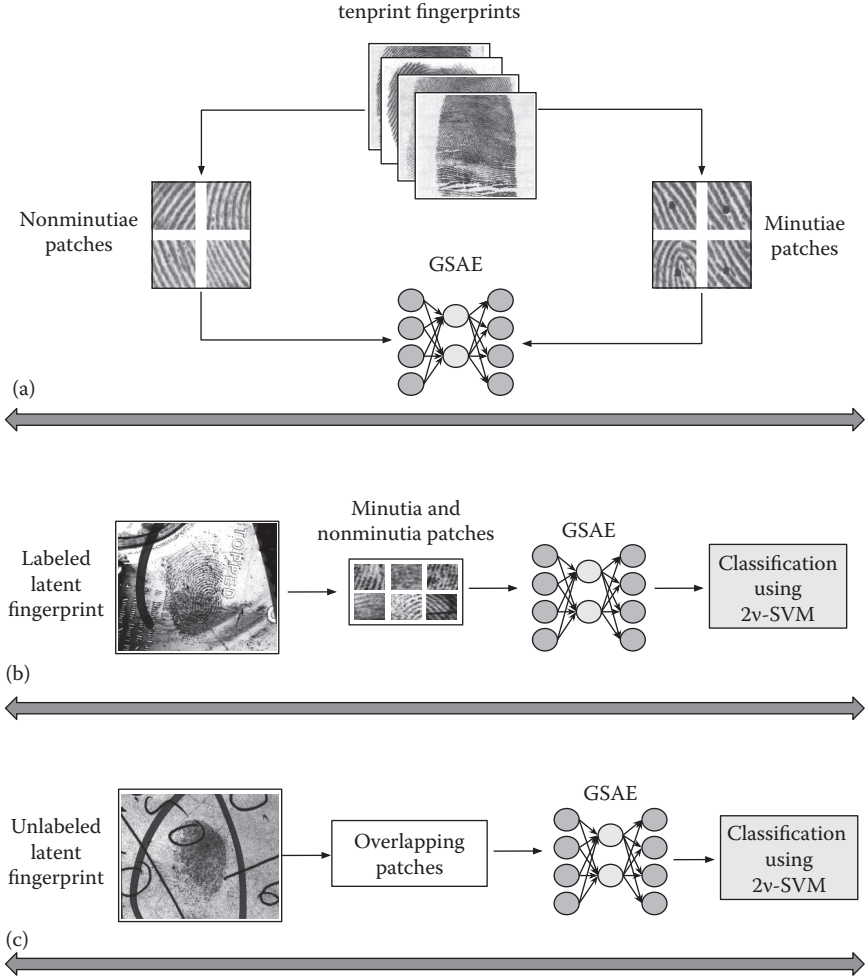 tenprint fingerprints
Nonminutiae
patches
Minutiae
patches
GSAE
(a)
Labeled
latent
fingerprint
TOPPED
Minutia and
nonminutia patches
GSAE
Classification
using
2ν-SVM
(b)
Unlabeled
latent
fingerprint
Overlapping
patches
GSAE
Classification
using
2ν-SVM
(c)